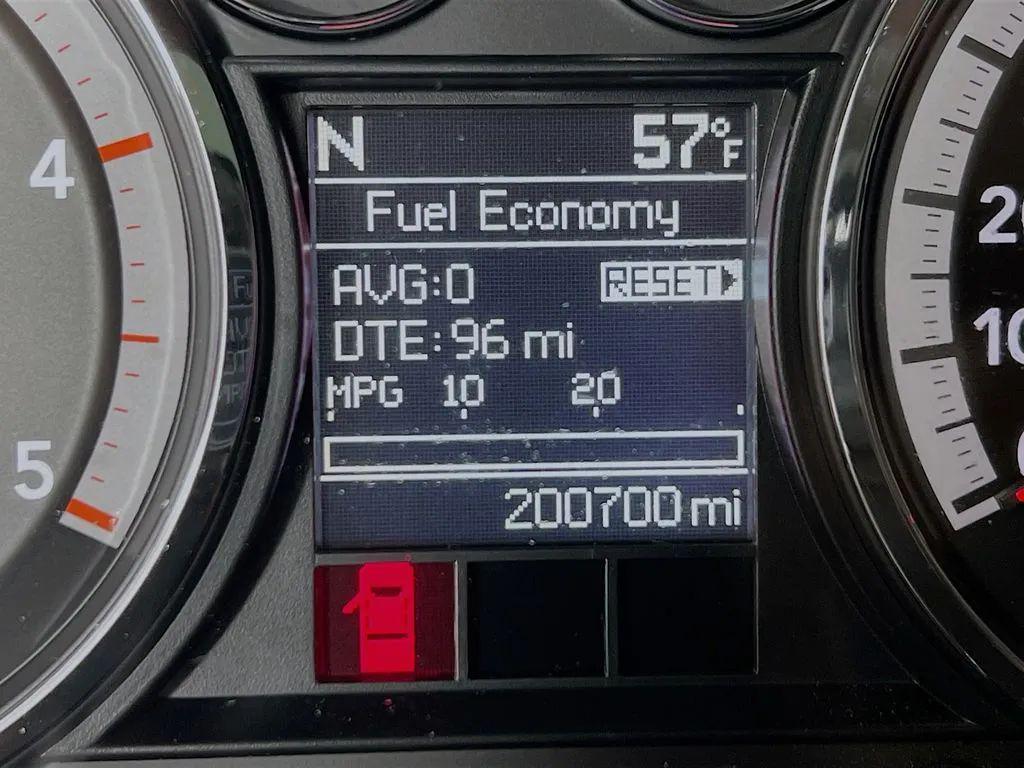 4
5
N 57°F
Fuel Economy
AVG:0 RESET
DTE:96 mi
MPG 10 20
200700 mi